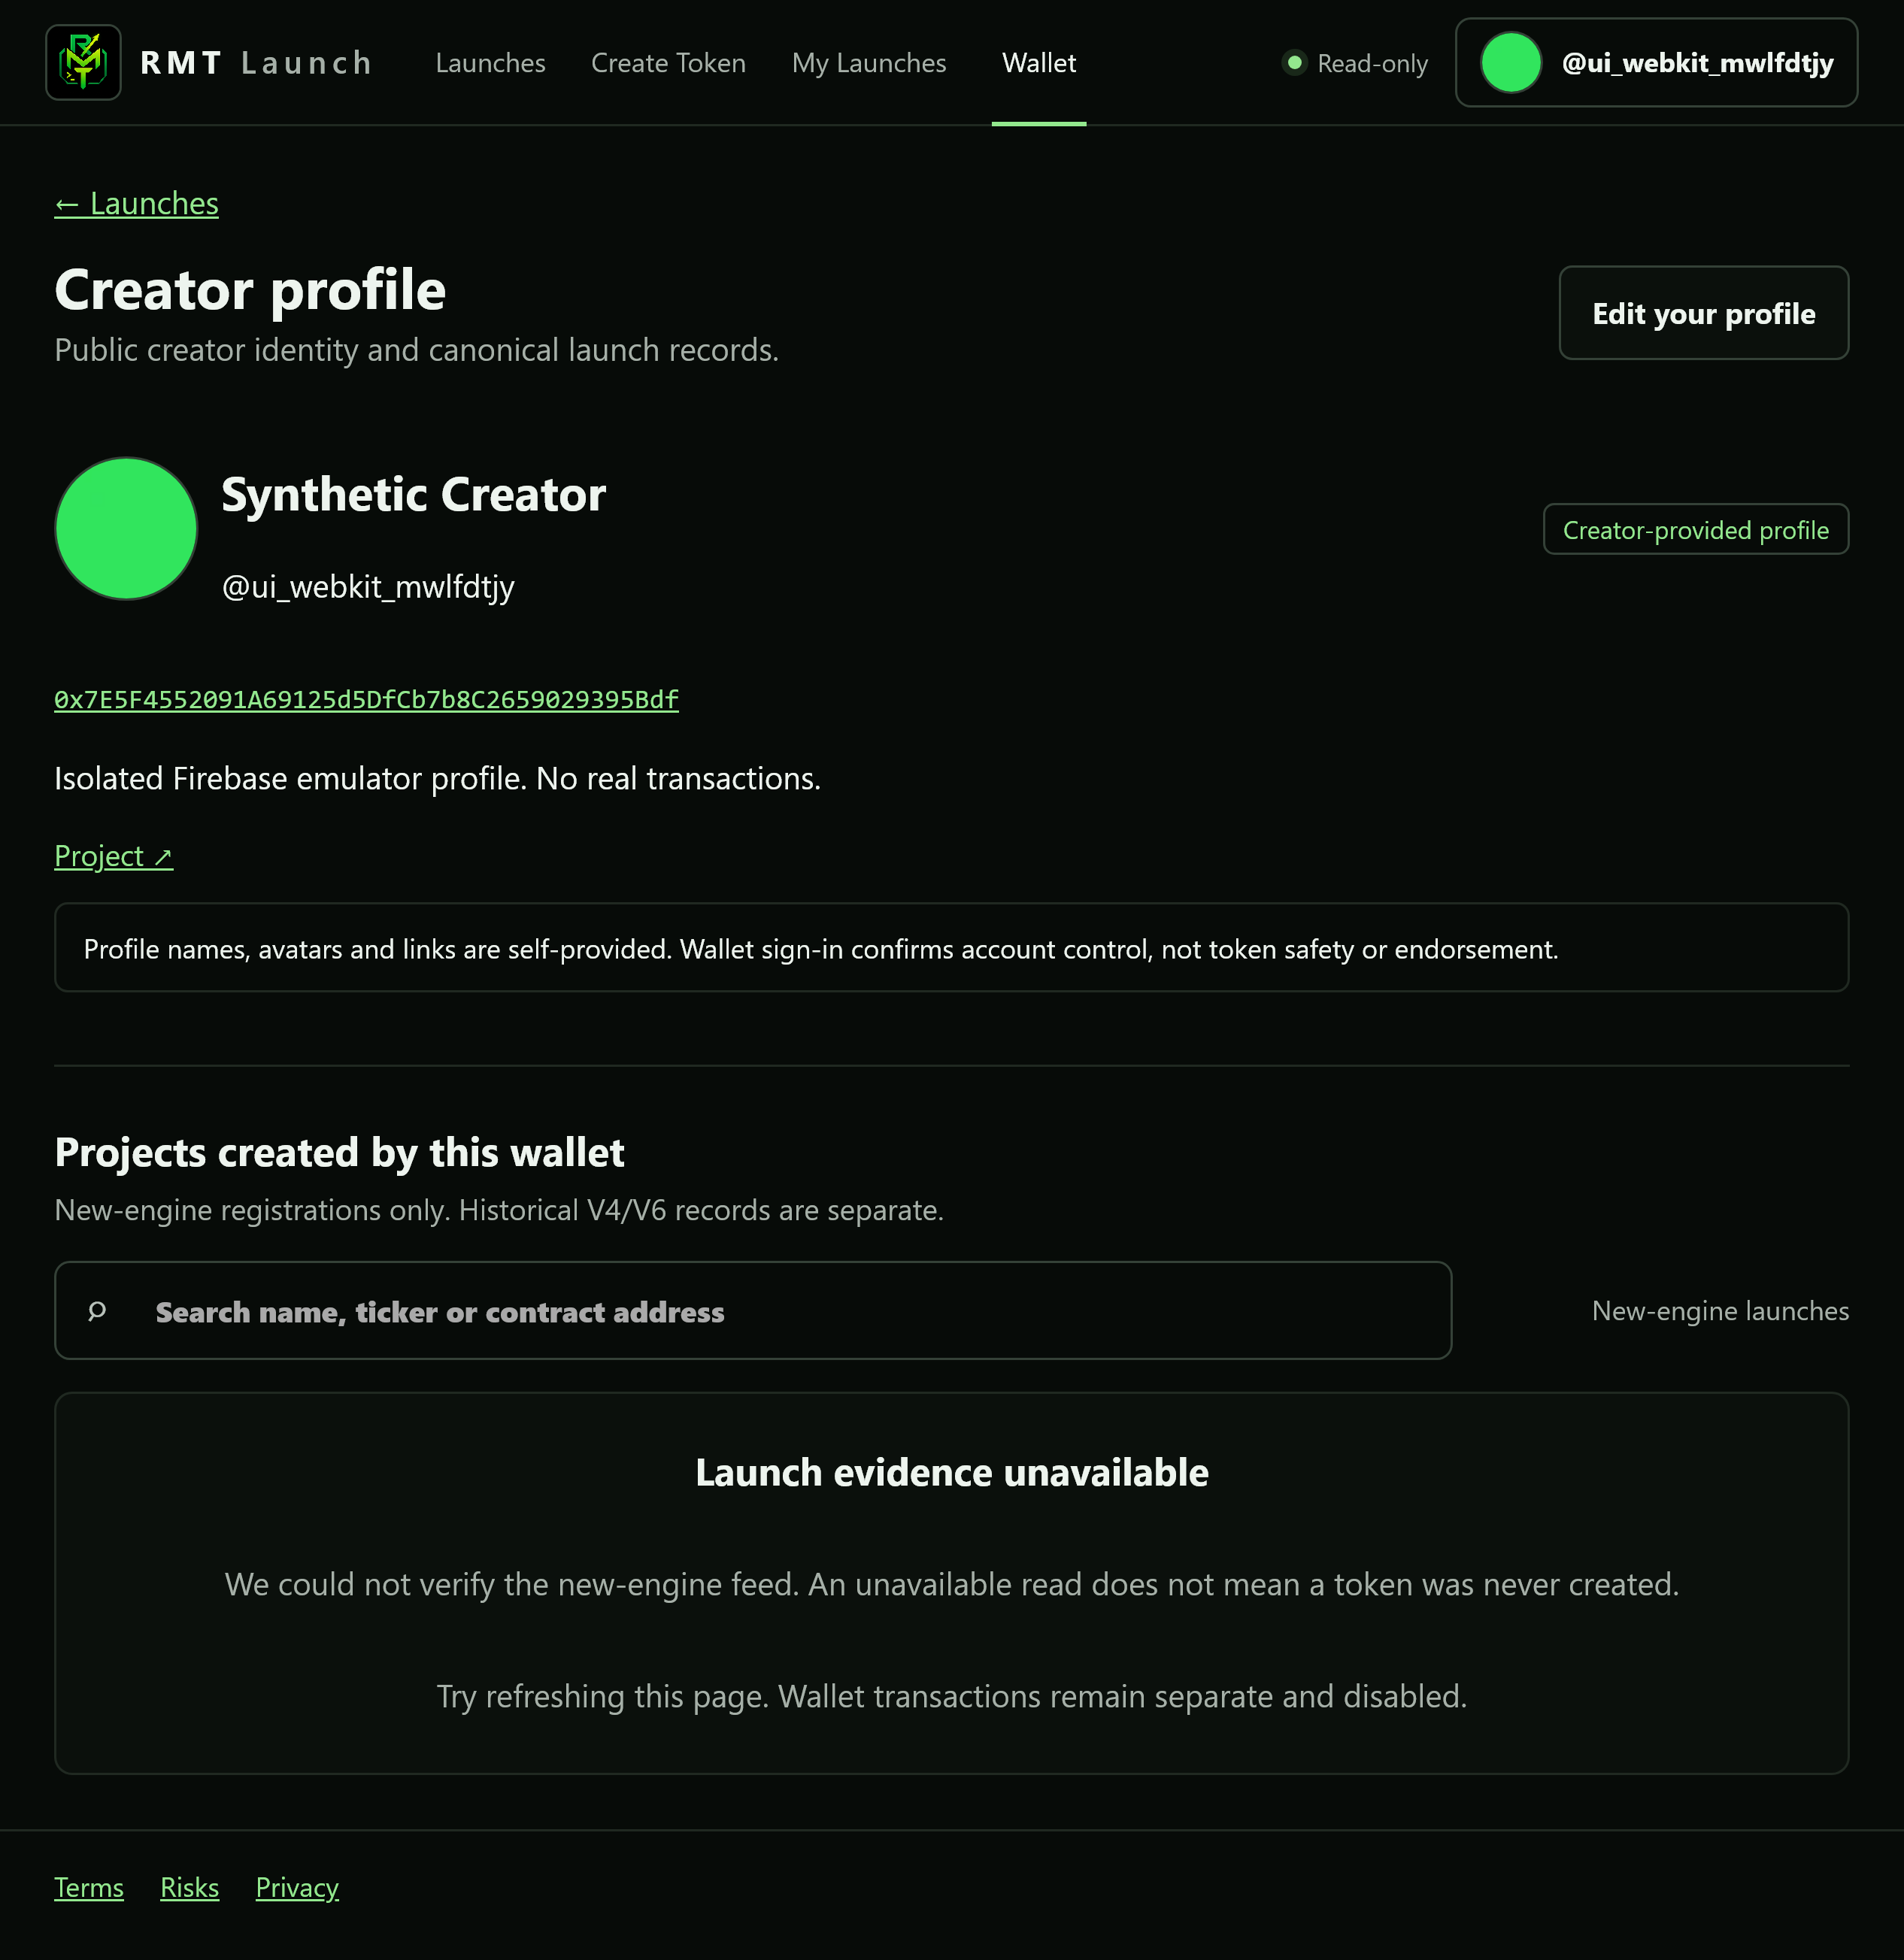 RMT Launch
Launches
Create Token
My Launches
Wallet
Read-only
@ui_webkit_mwlfdtjy
← Launches
Creator profile
Public creator identity and canonical launch records.
Edit your profile
Synthetic Creator
@ui_webkit_mwlfdtjy
Creator-provided profile
0x7E5F4552091A69125d5DfCb7b8C2659029395Bdf
Isolated Firebase emulator profile. No real transactions.
Project ↗
Profile names, avatars and links are self-provided. Wallet sign-in confirms account control, not token safety or endorsement.
Projects created by this wallet
New-engine registrations only. Historical V4/V6 records are separate.
Search name, ticker or contract address
New-engine launches
Launch evidence unavailable
We could not verify the new-engine feed. An unavailable read does not mean a token was never created.
Try refreshing this page. Wallet transactions remain separate and disabled.
Terms
Risks
Privacy